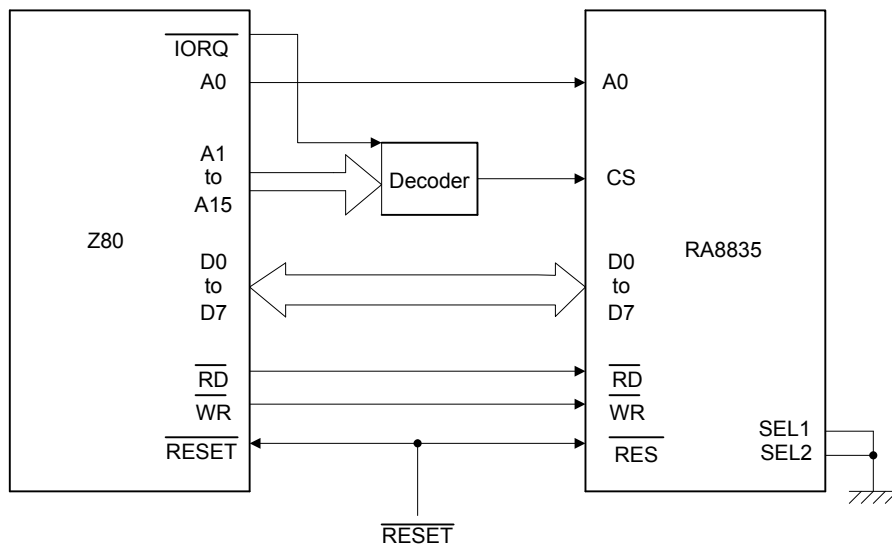 IORQ
A0
A1
to
A15
Z80
D0
to
D7
RD
WR
RESET
Decoder
RESET
A0
CS
RA8835
D0
to
D7
RD
WR
RES
SEL1
SEL2